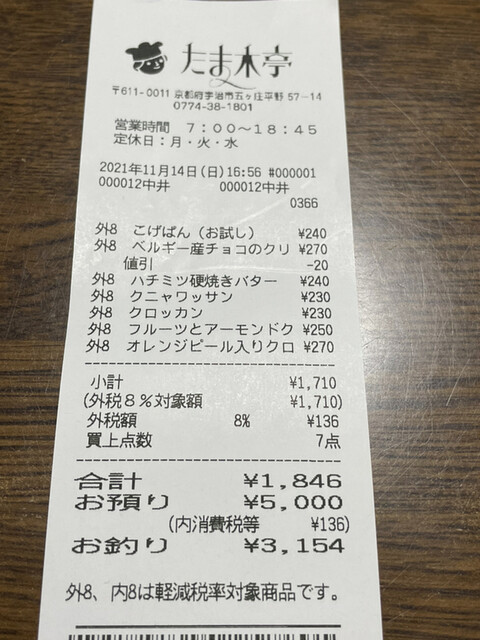 たま木亭
〒611-0011 京都府宇治市五ヶ庄平野 57-14
0774-38-1801
営業時間 7:00~18:45
定休日:月・火・水
2021年11月14日(日)16:56 #000001
000012中井 000012中井
0366
外8 こげぱん(お試し) ¥240
外8 ベルギー産チョコのクリ ¥270
値引 -20
外8 ハチミツ硬焼きバター ¥240
外8 クニャワッサン ¥230
外8 クロッカン ¥230
外8 フルーツとアーモンドク ¥250
外8 オレンジピール入りクロ ¥270
小計 ¥1,710
(外税8%対象額 ¥1,710)
外税額 8% ¥136
買上点数 7点
合計 ¥1,846
お預り ¥5,000
(内消費税等 ¥136)
お釣り ¥3,154
外8、内8は軽減税率対象商品です。